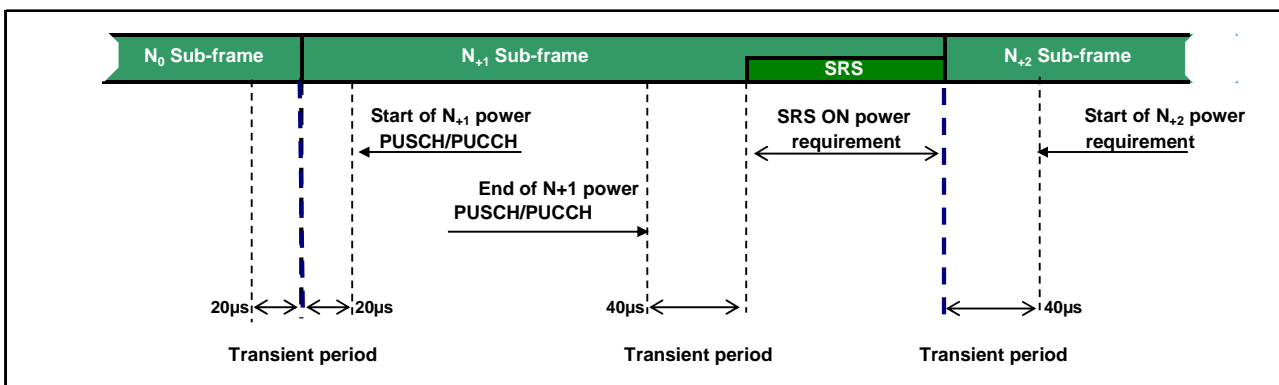 N₀ Sub-frame
N₊₁ Sub-frame
SRS
N₊₂ Sub-frame
Start of N₊₁ power
PUSCH/PUCCH
SRS ON power
requirement
Start of N₊₂ power
requirement
End of N+1 power
PUSCH/PUCCH
20µs
20µs
40µs
40µs
Transient period
Transient period
Transient period